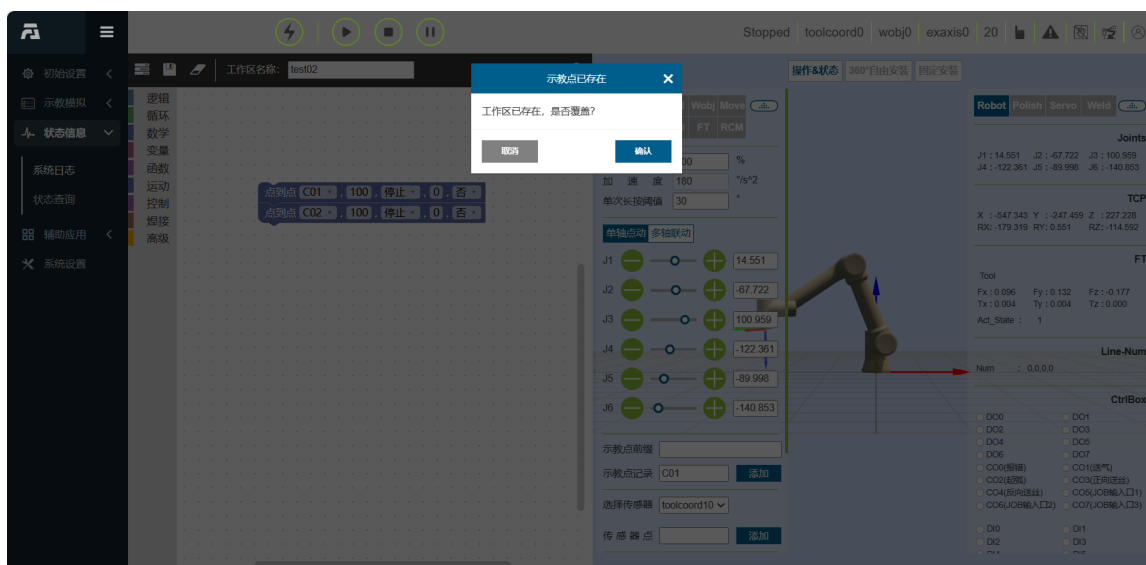 Stopped toolcoord0 wobj0 exaxis0 20
初始设置
示教模拟
状态信息
系统日志
状态查询
辅助应用
系统设置
工作区名称: test02
逻辑
循环
数学
变量
函数
运动
控制
焊接
高级
点到点 C01 , 100 , 停止 , 0 , 否
点到点 C02 , 100 , 停止 , 0 , 否
示教点已存在
工作区已存在，是否覆盖?
取消 确认
Wobj Move
FT RCM
%
加速度 180 °/s^2
单次长按阈值 30 °
单轴点动 多轴联动
J1 14.551
J2 -67.722
J3 100.959
J4 -122.361
J5 -89.998
J6 -140.853
示教点前缀
示教点记录 C01 添加
选择传感器 toolcoord10
传感器点 添加
操作&状态 360°自由安装 固定安装
Robot Polish Servo Weld
Joints
J1 : 14.551 J2 : -67.722 J3 : 100.959
J4 : -122.361 J5 : -89.998 J6 : -140.853
TCP
X : -547.343 Y : -247.459 Z : 227.228
RX: -179.319 RY: 0.551 RZ: -114.592
FT
Tool
Fx : 0.096 Fy : 0.132 Fz : -0.177
Tx : 0.004 Ty : 0.004 Tz : 0.000
Act_State : 1
Line-Num
Num : 0,0,0,0
CtrlBox
DO0 DO1
DO2 DO3
DO4 DO5
DO6 DO7
CO0(报错) CO1(送气)
CO2(起弧) CO3(正向送丝)
CO4(反向送丝) CO5(JOB输入口1)
CO6(JOB输入口2) CO7(JOB输入口3)
DI0 DI1
DI2 DI3